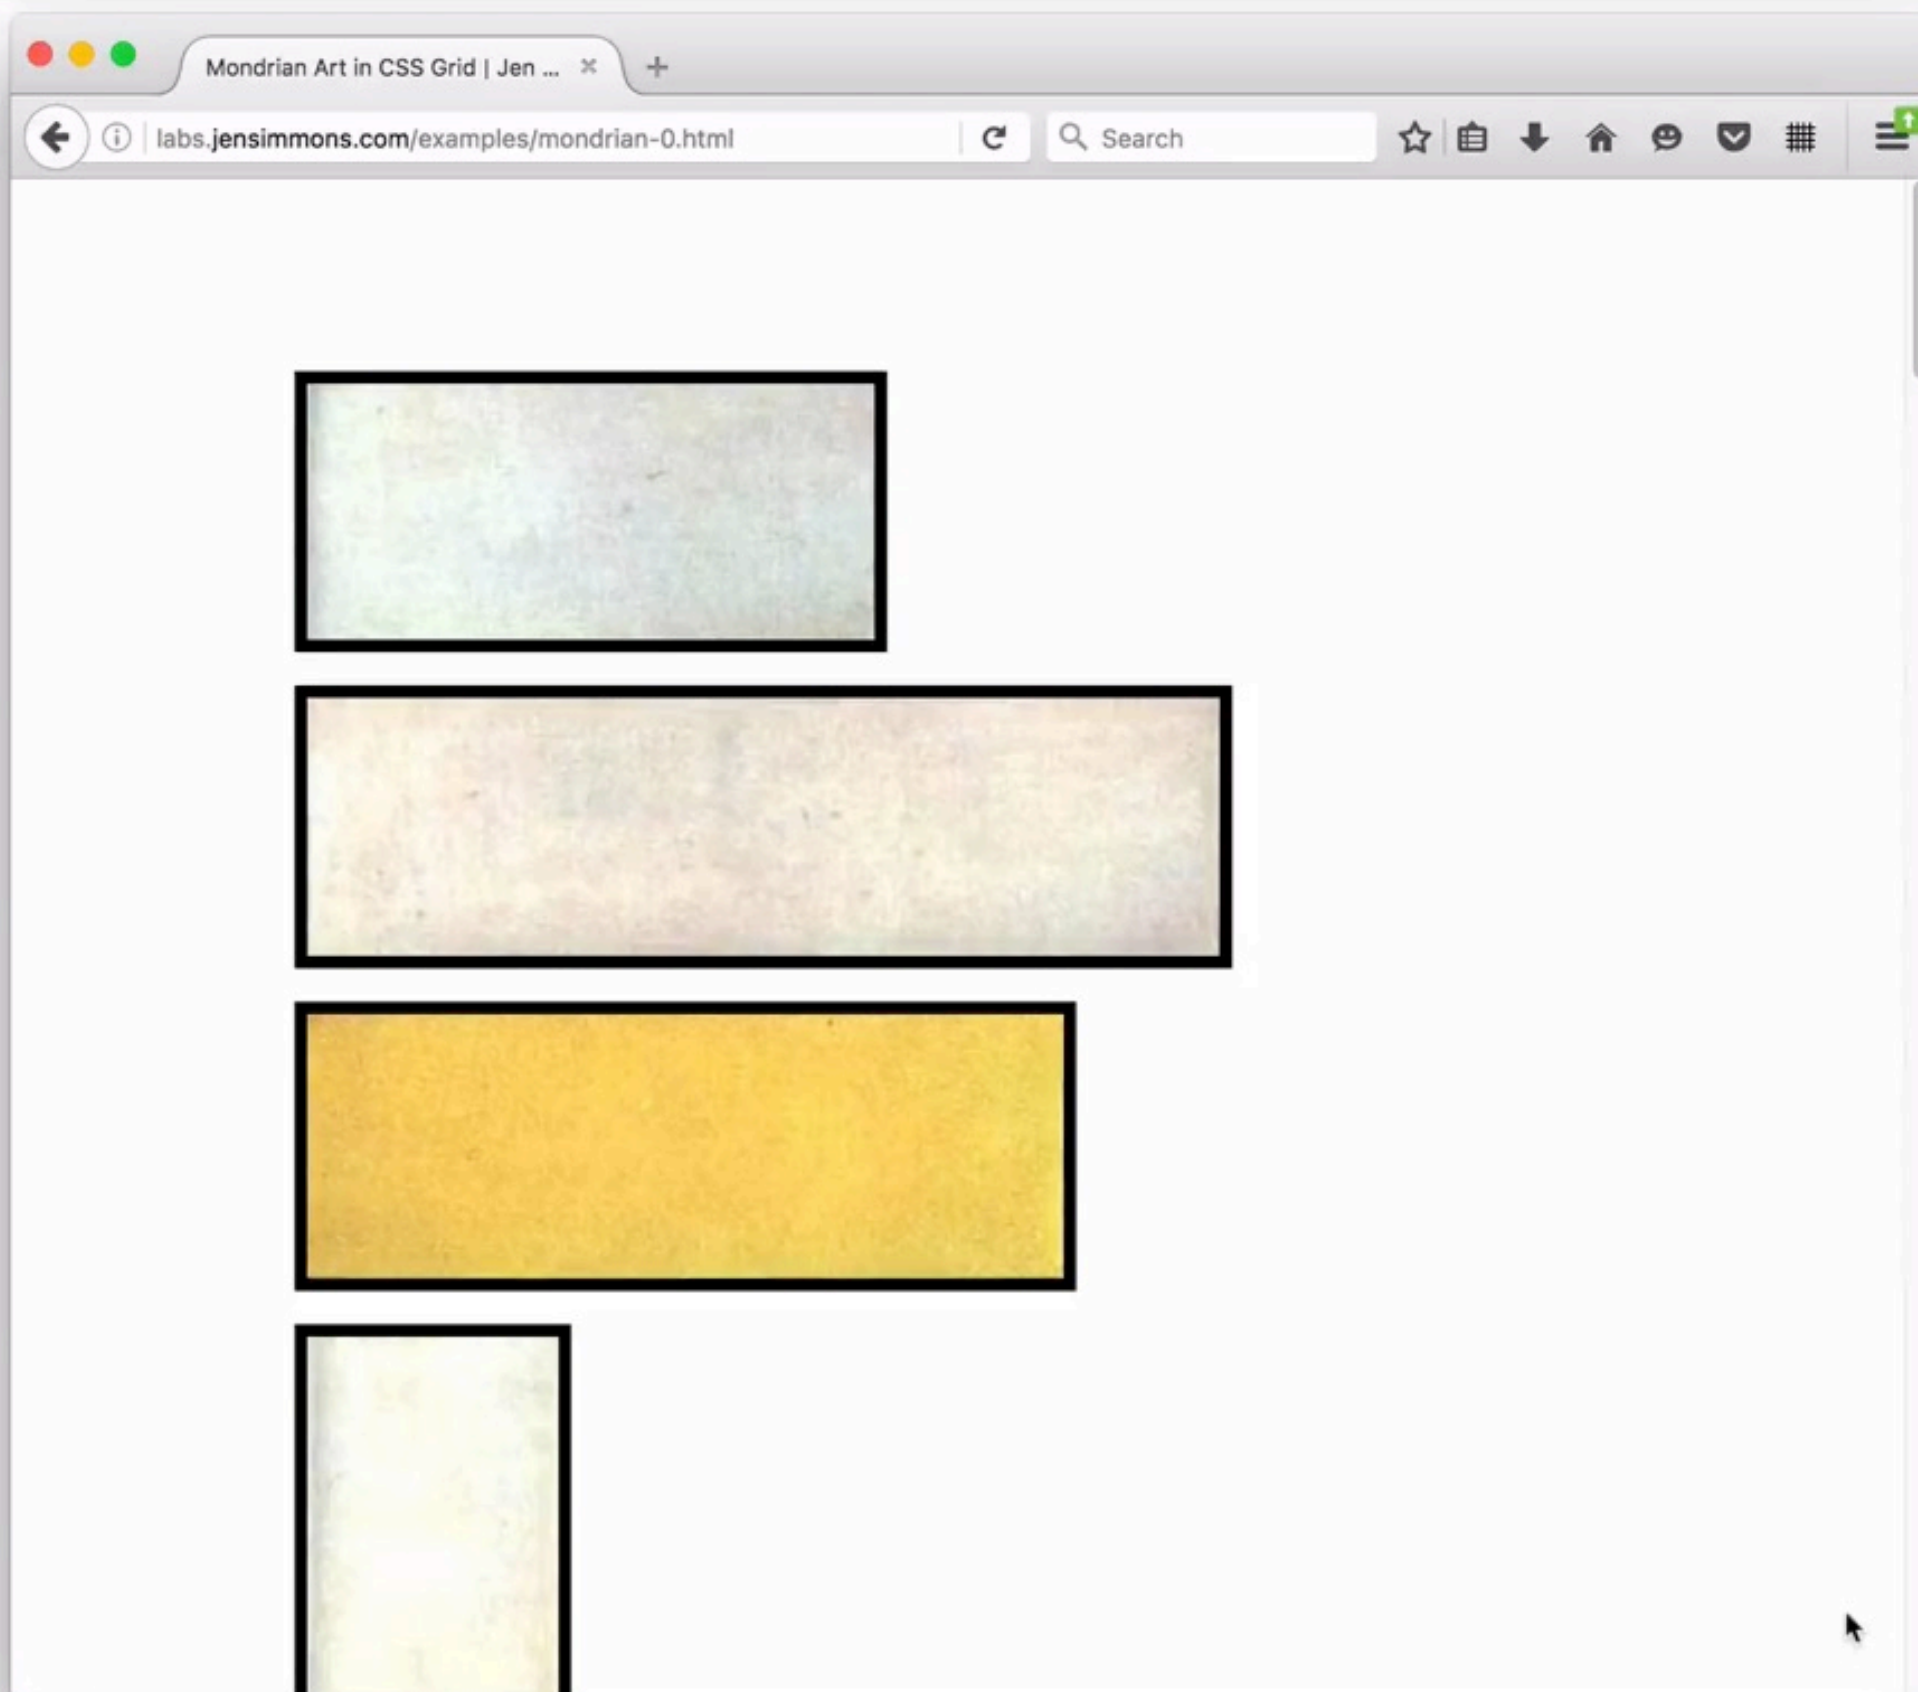 Mondrian Art in CSS Grid | Jen ...
labs.jensimmons.com/examples/mondrian-0.html
Search